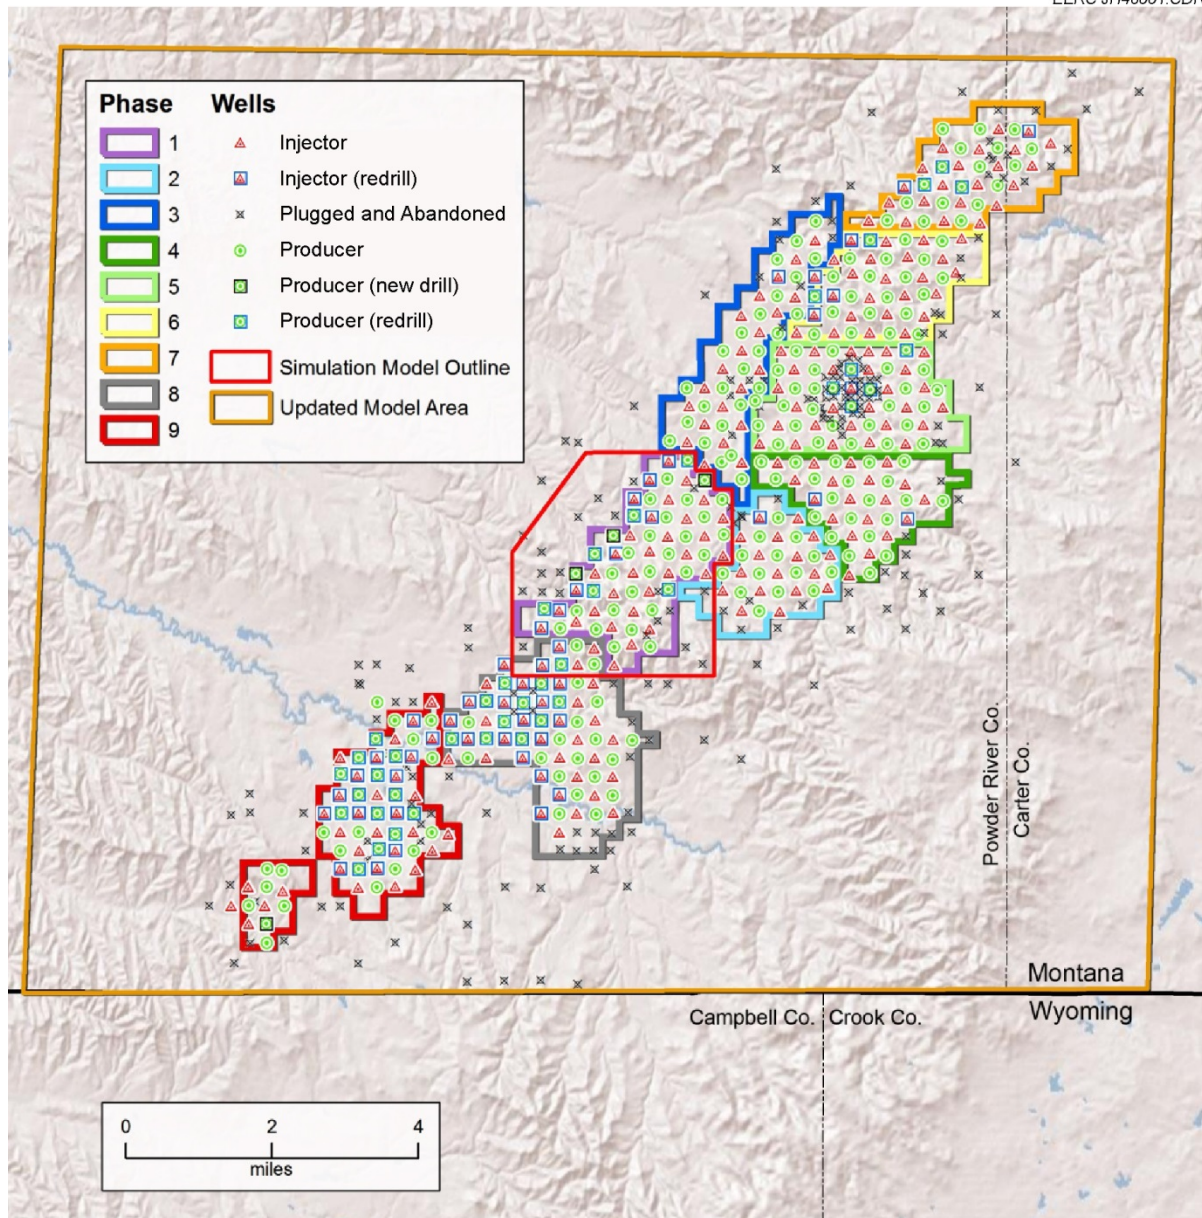 Phase Wells
1 Injector
2 Injector (redrill)
3 Plugged and Abandoned
4 Producer
5 Producer (new drill)
6 Producer (redrill)
7 Simulation Model Outline
8 Updated Model Area
9
Powder River Co.
Carter Co.
Montana
Campbell Co. Crook Co.
Wyoming
0 2 4
miles